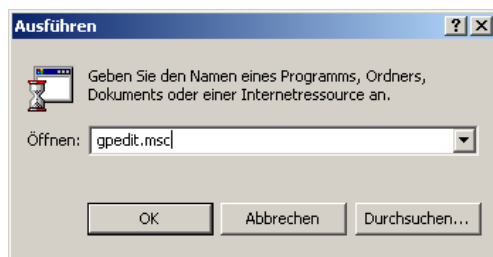 Ausführen
Geben Sie den Namen eines Programms, Ordners,
Dokuments oder einer Internetressource an.
Öffnen: gpedit.msc
OK Abbrechen Durchsuchen...